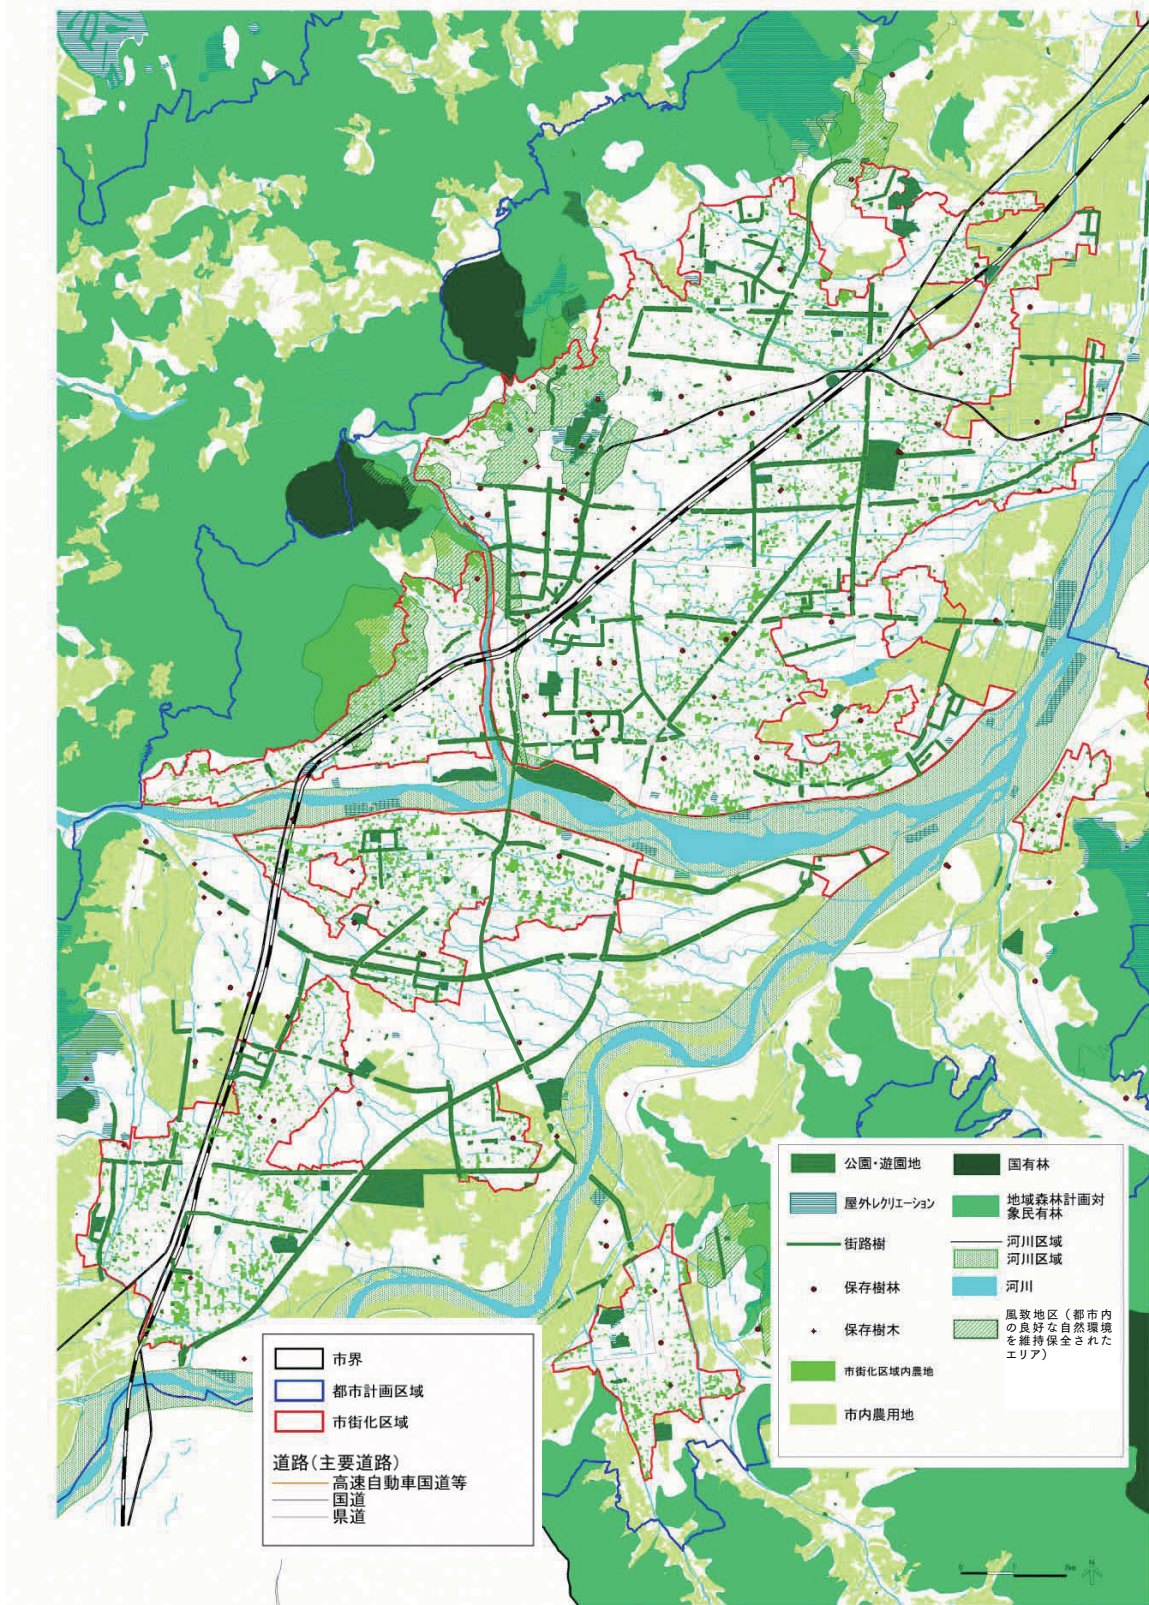 公園・遊園地
屋外レクリエーション
街路樹
保存樹林
保存樹木
市街化区域内農地
市内農用地
国有林
地域森林計画対
象民有林
河川区域
河川区域
河川
風致地区（都市内
の良好な自然環境
を維持保全された
エリア）
市界
都市計画区域
市街化区域
道路（主要道路）
高速自動車国道等
国道
県道
N